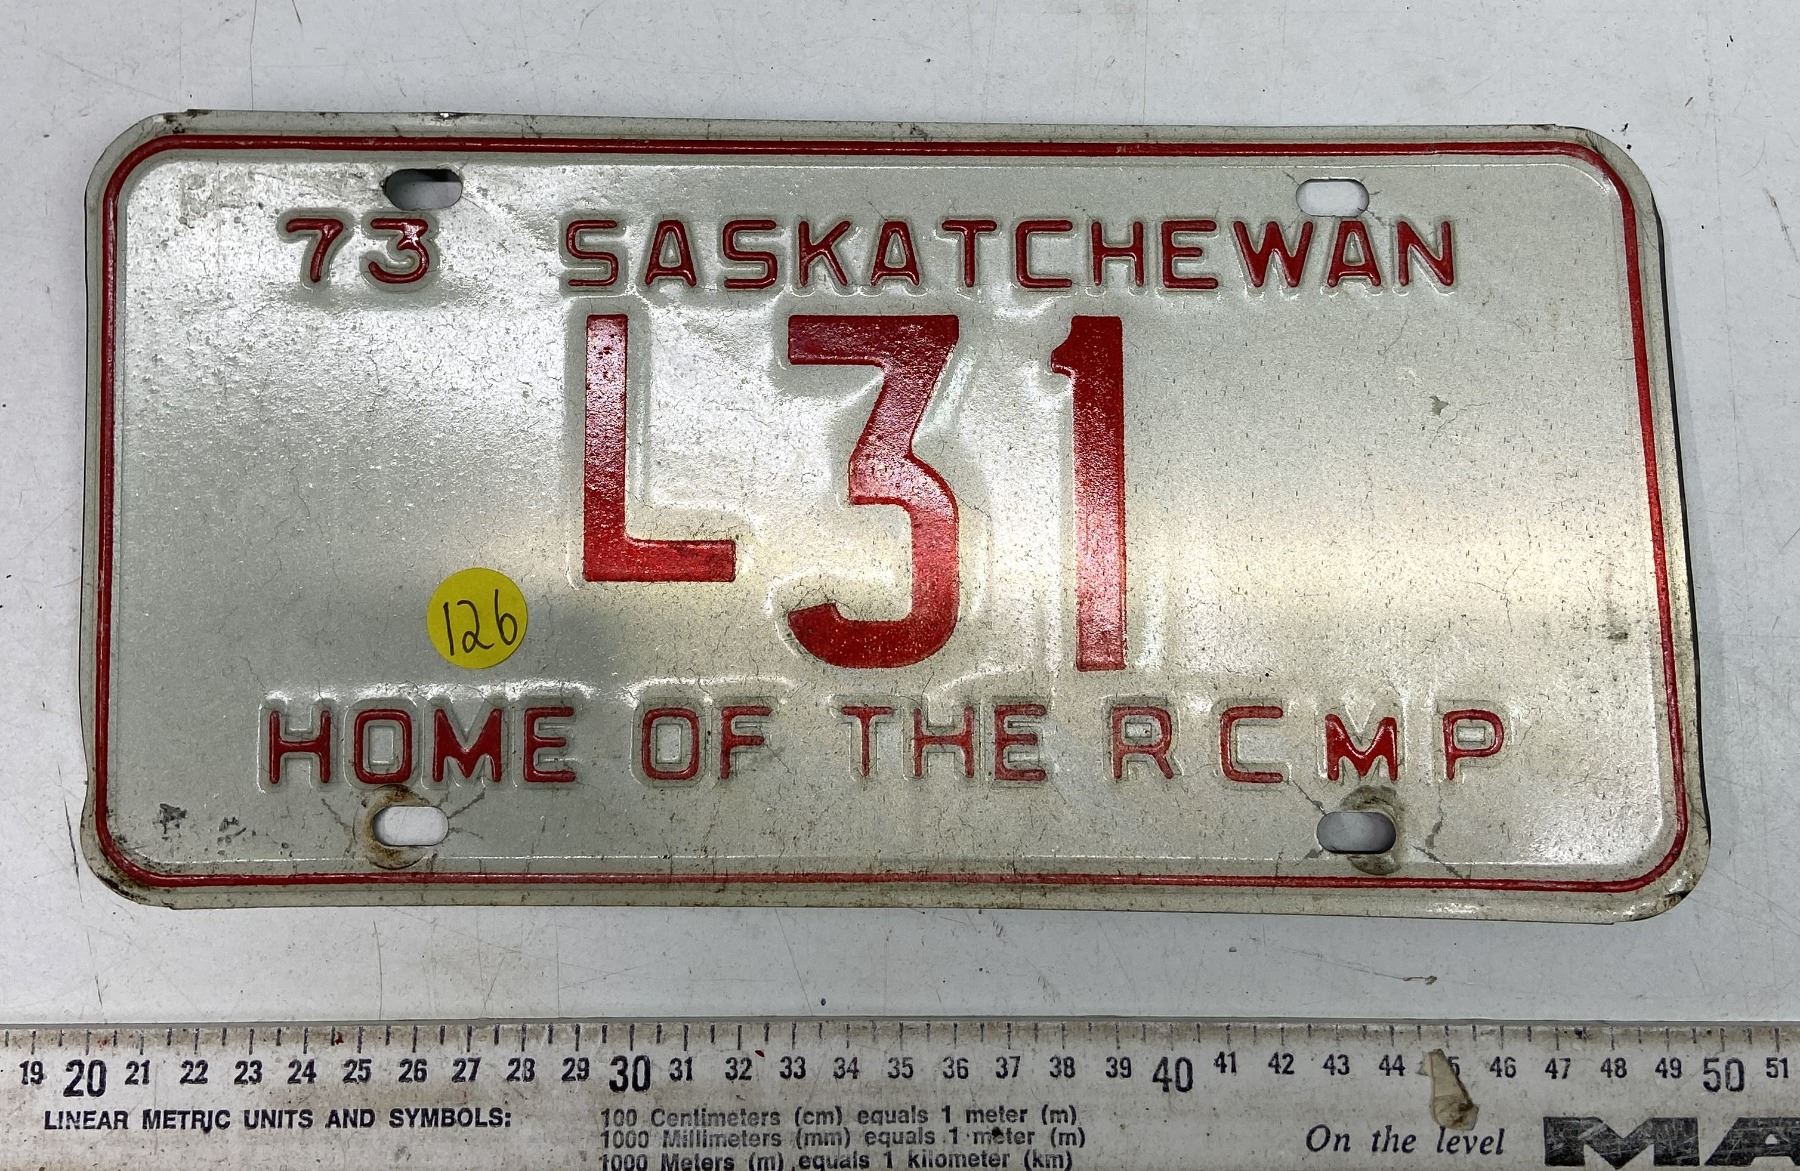 73 SASKATCHEWAN
L31
126
HOME OF THE RCMP
19 20 21 22 23 24 25 26 27 28 29 30 31 32 33 34 35 36 37 38 39 40 41 42 43 44 46 47 48 49 50 51
LINEAR METRIC UNITS AND SYMBOLS:
100 Centimeters (cm) equals 1 meter (m)
1000 Millimeters (mm) equals 1 meter (m)
1000 Meters (m) equals 1 kilometer (km)
On the level
MA